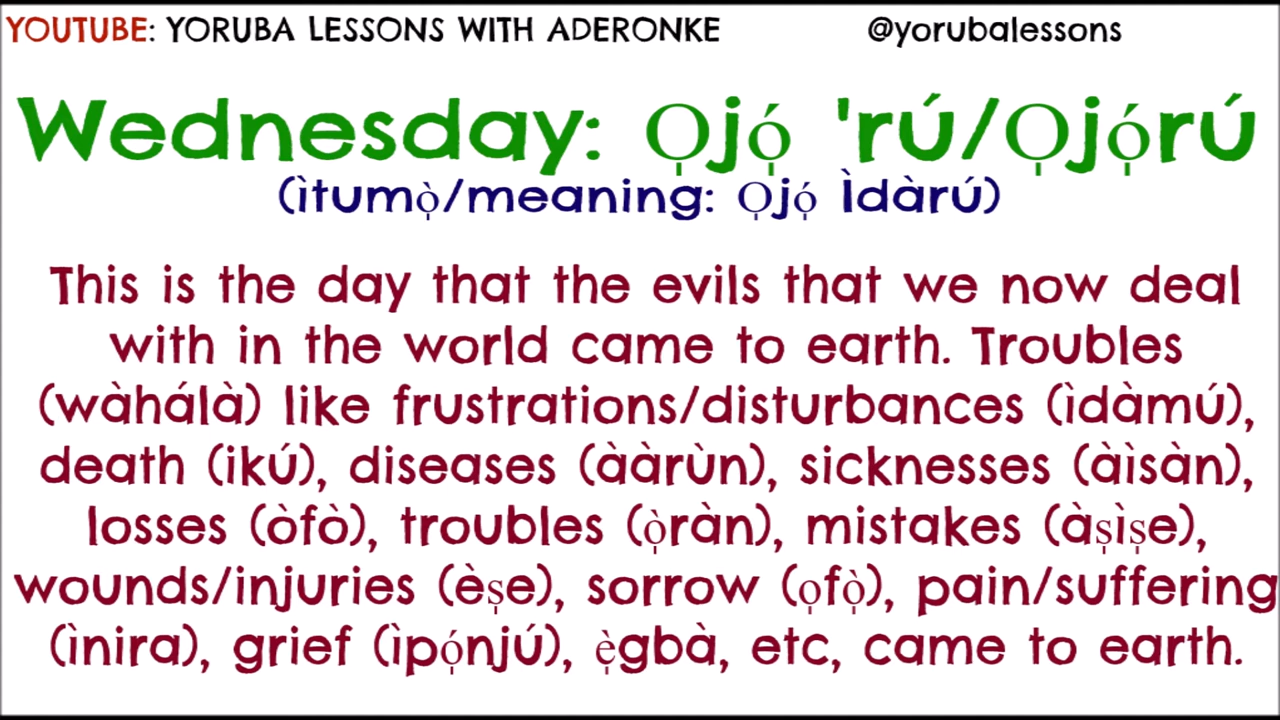 YOUTUBE: YORUBA LESSONS WITH ADERONKE @yorubalessons
Wednesday: Ọjọ́ 'rú/Ọjọ́rú
(ìtumọ̀/meaning: Ọjọ́ Ìdàrú)
This is the day that the evils that we now deal
with in the world came to earth. Troubles
(wàhálà) like frustrations/disturbances (ìdàmú),
death (ikú), diseases (ààrùn), sicknesses (àìsàn),
losses (òfò), troubles (ọ̀ràn), mistakes (àṣìṣe),
wounds/injuries (èṣe), sorrow (ọfọ̀), pain/suffering
(ìnira), grief (ìpọ́njú), ẹ̀gbà, etc, came to earth.